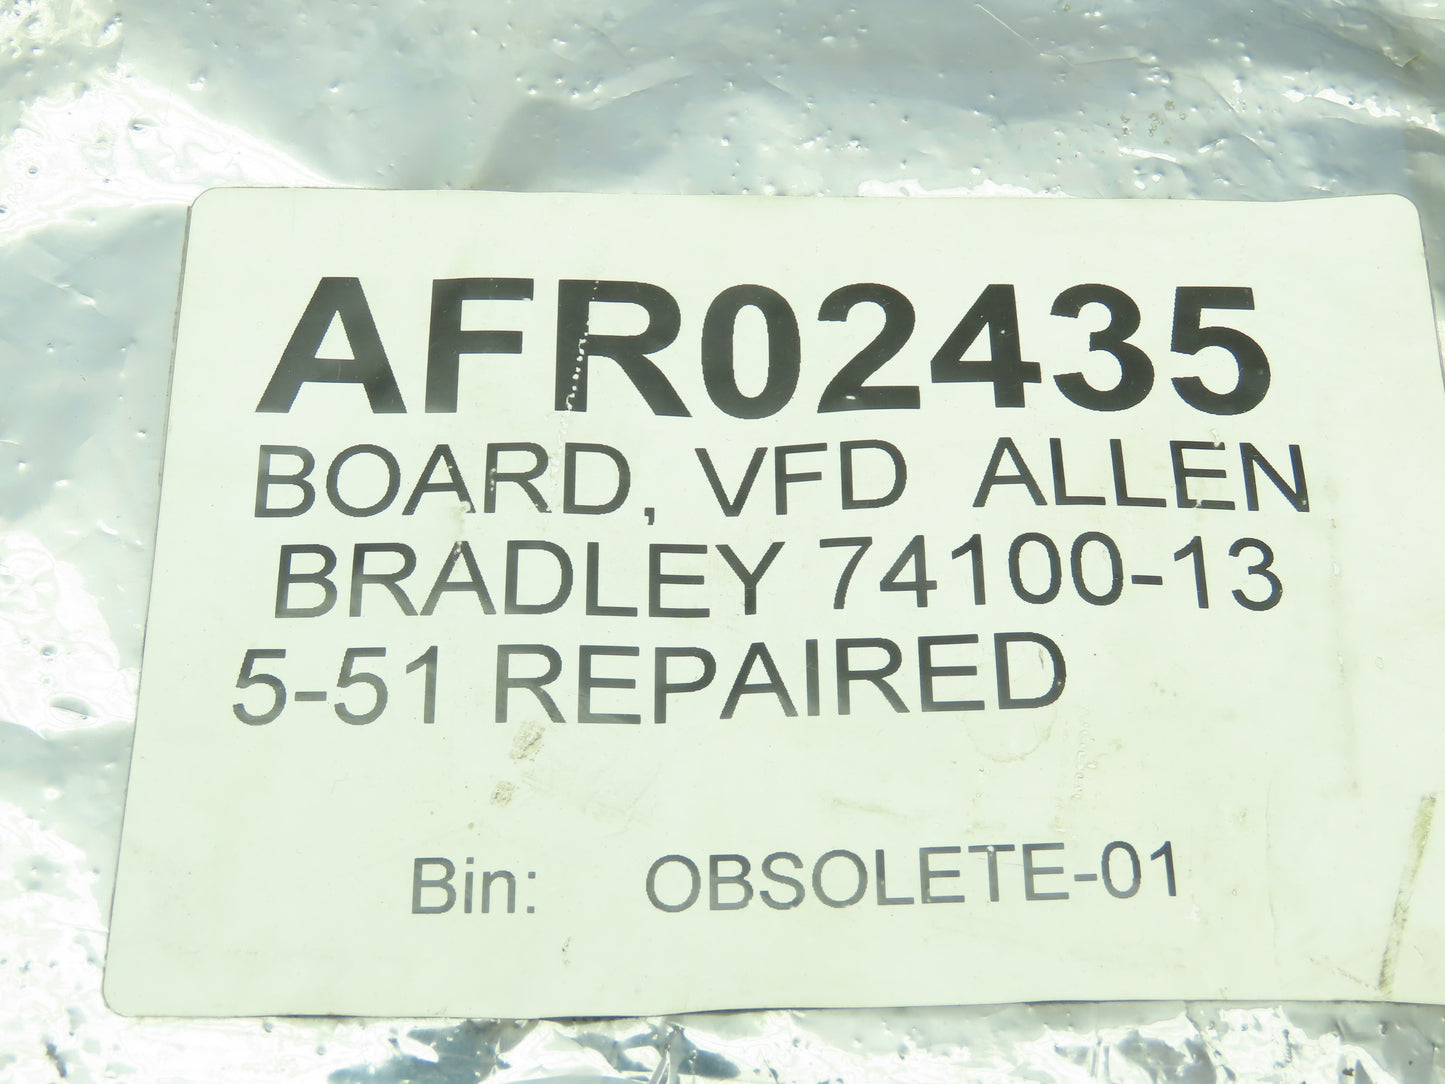 AFR02435
BOARD, VFD ALLEN
BRADLEY 74100-13
5-51 REPAIRED
Bin: OBSOLETE-01